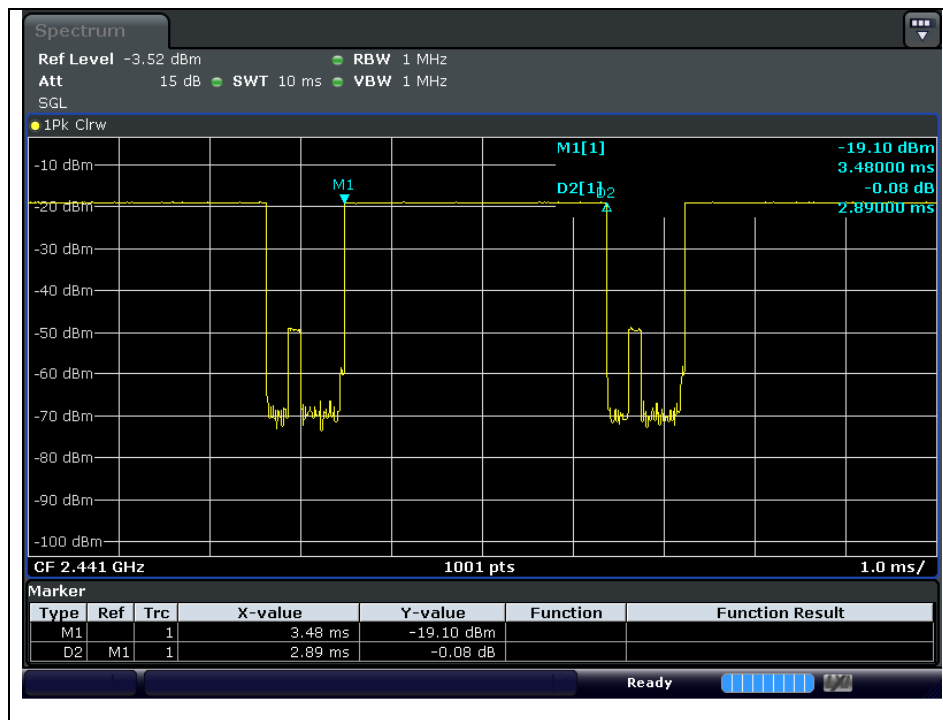 Spectrum
Ref Level -3.52 dBm RBW 1 MHz
Att 15 dB SWT 10 ms VBW 1 MHz
SGL
1Pk Clrw
M1[1] -19.10 dBm
3.48000 ms
D2[1] -0.08 dB
2.89000 ms
M1
D2
-10 dBm
-20 dBm
-30 dBm
-40 dBm
-50 dBm
-60 dBm
-70 dBm
-80 dBm
-90 dBm
-100 dBm
CF 2.441 GHz 1001 pts 1.0 ms/
Marker
Type Ref Trc X-value Y-value Function Function Result
M1 1 3.48 ms -19.10 dBm
D2 M1 1 2.89 ms -0.08 dB
Ready